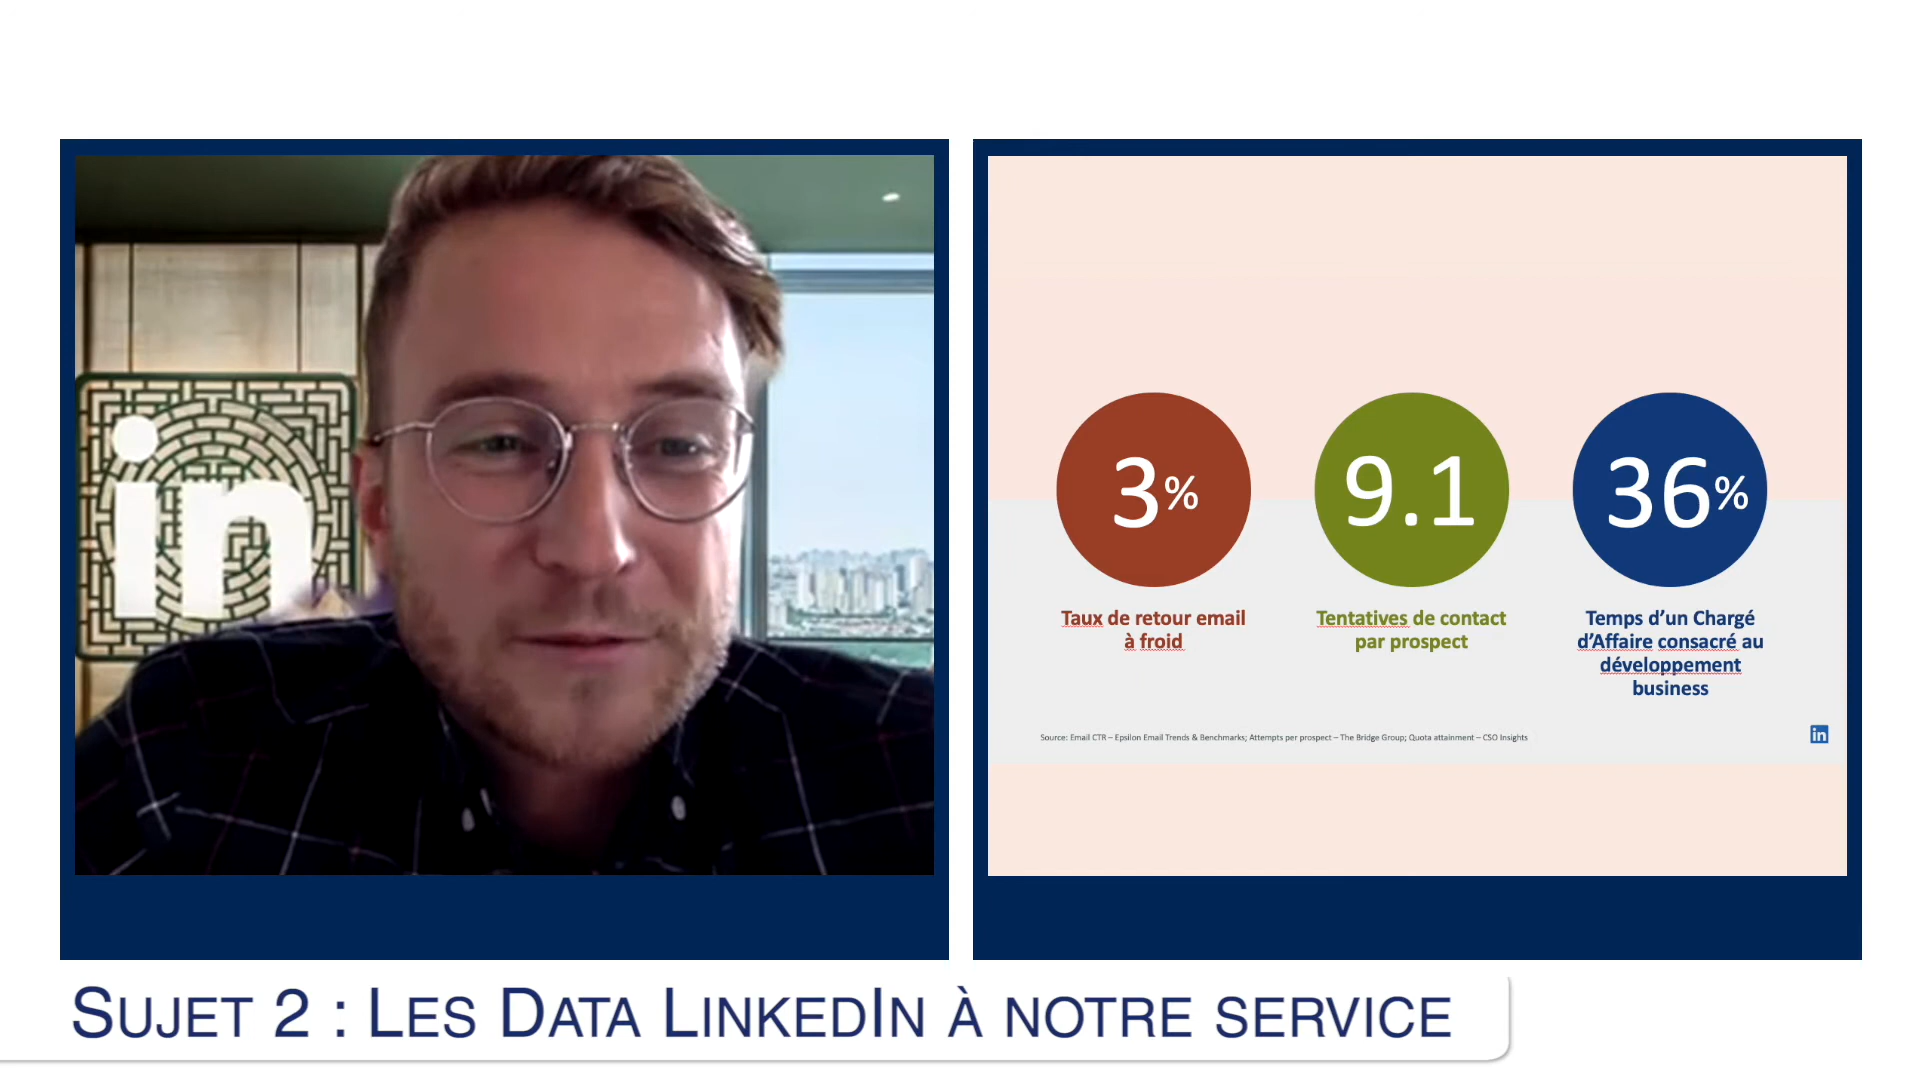 in
3%
Taux de retour email
à froid
9.1
Tentatives de contact
par prospect
36%
Temps d’un Chargé
d’Affaire consacré au
développement
business
Source: Email CTR – Epsilon Email Trends & Benchmarks; Attempts per prospect – The Bridge Group; Quota attainment – CSO Insights
in
SUJET 2 : LES DATA LINKEDIN À NOTRE SERVICE